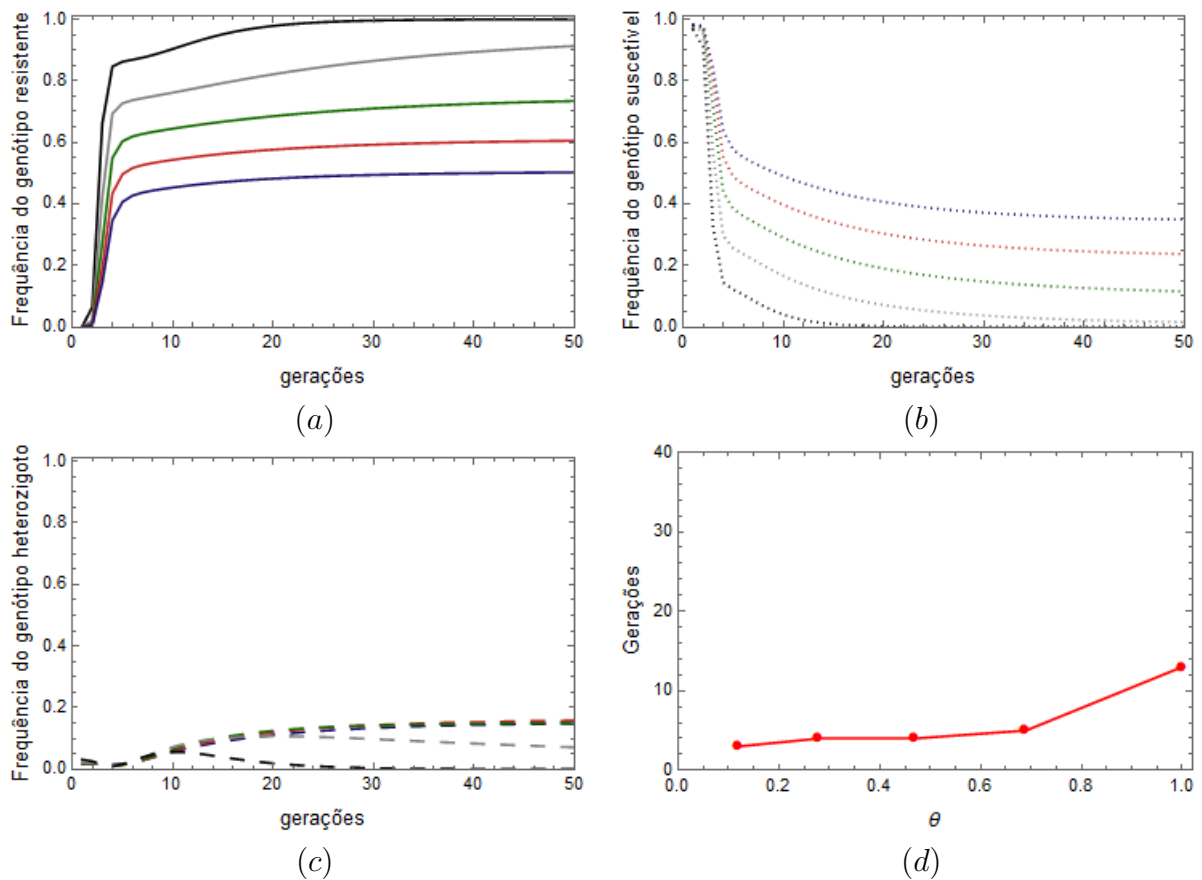 Frequência do genótipo resistente
1.0
0.8
0.6
0.4
0.2
0.0
0 10 20 30 40 50
gerações
(a)
Frequência do genótipo suscetível
1.0
0.8
0.6
0.4
0.2
0.0
0 10 20 30 40 50
gerações
(b)
Frequência do genótipo heterozigoto
1.0
0.8
0.6
0.4
0.2
0.0
0 10 20 30 40 50
gerações
(c)
Gerações
40
30
20
10
0
0.0 0.2 0.4 0.6 0.8 1.0
θ
(d)